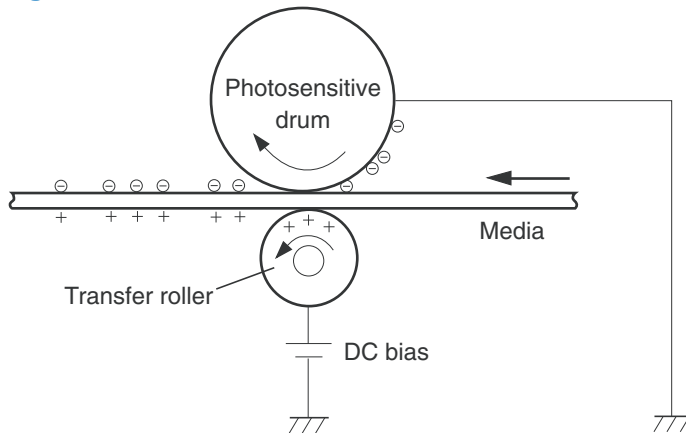 Photosensitive
drum
⊖ ⊖ ⊖ ⊖ ⊖ ⊖ ⊖ ⊖ ⊖ ⊖
+ + + + + +
+ + +
Media
Transfer roller
DC bias